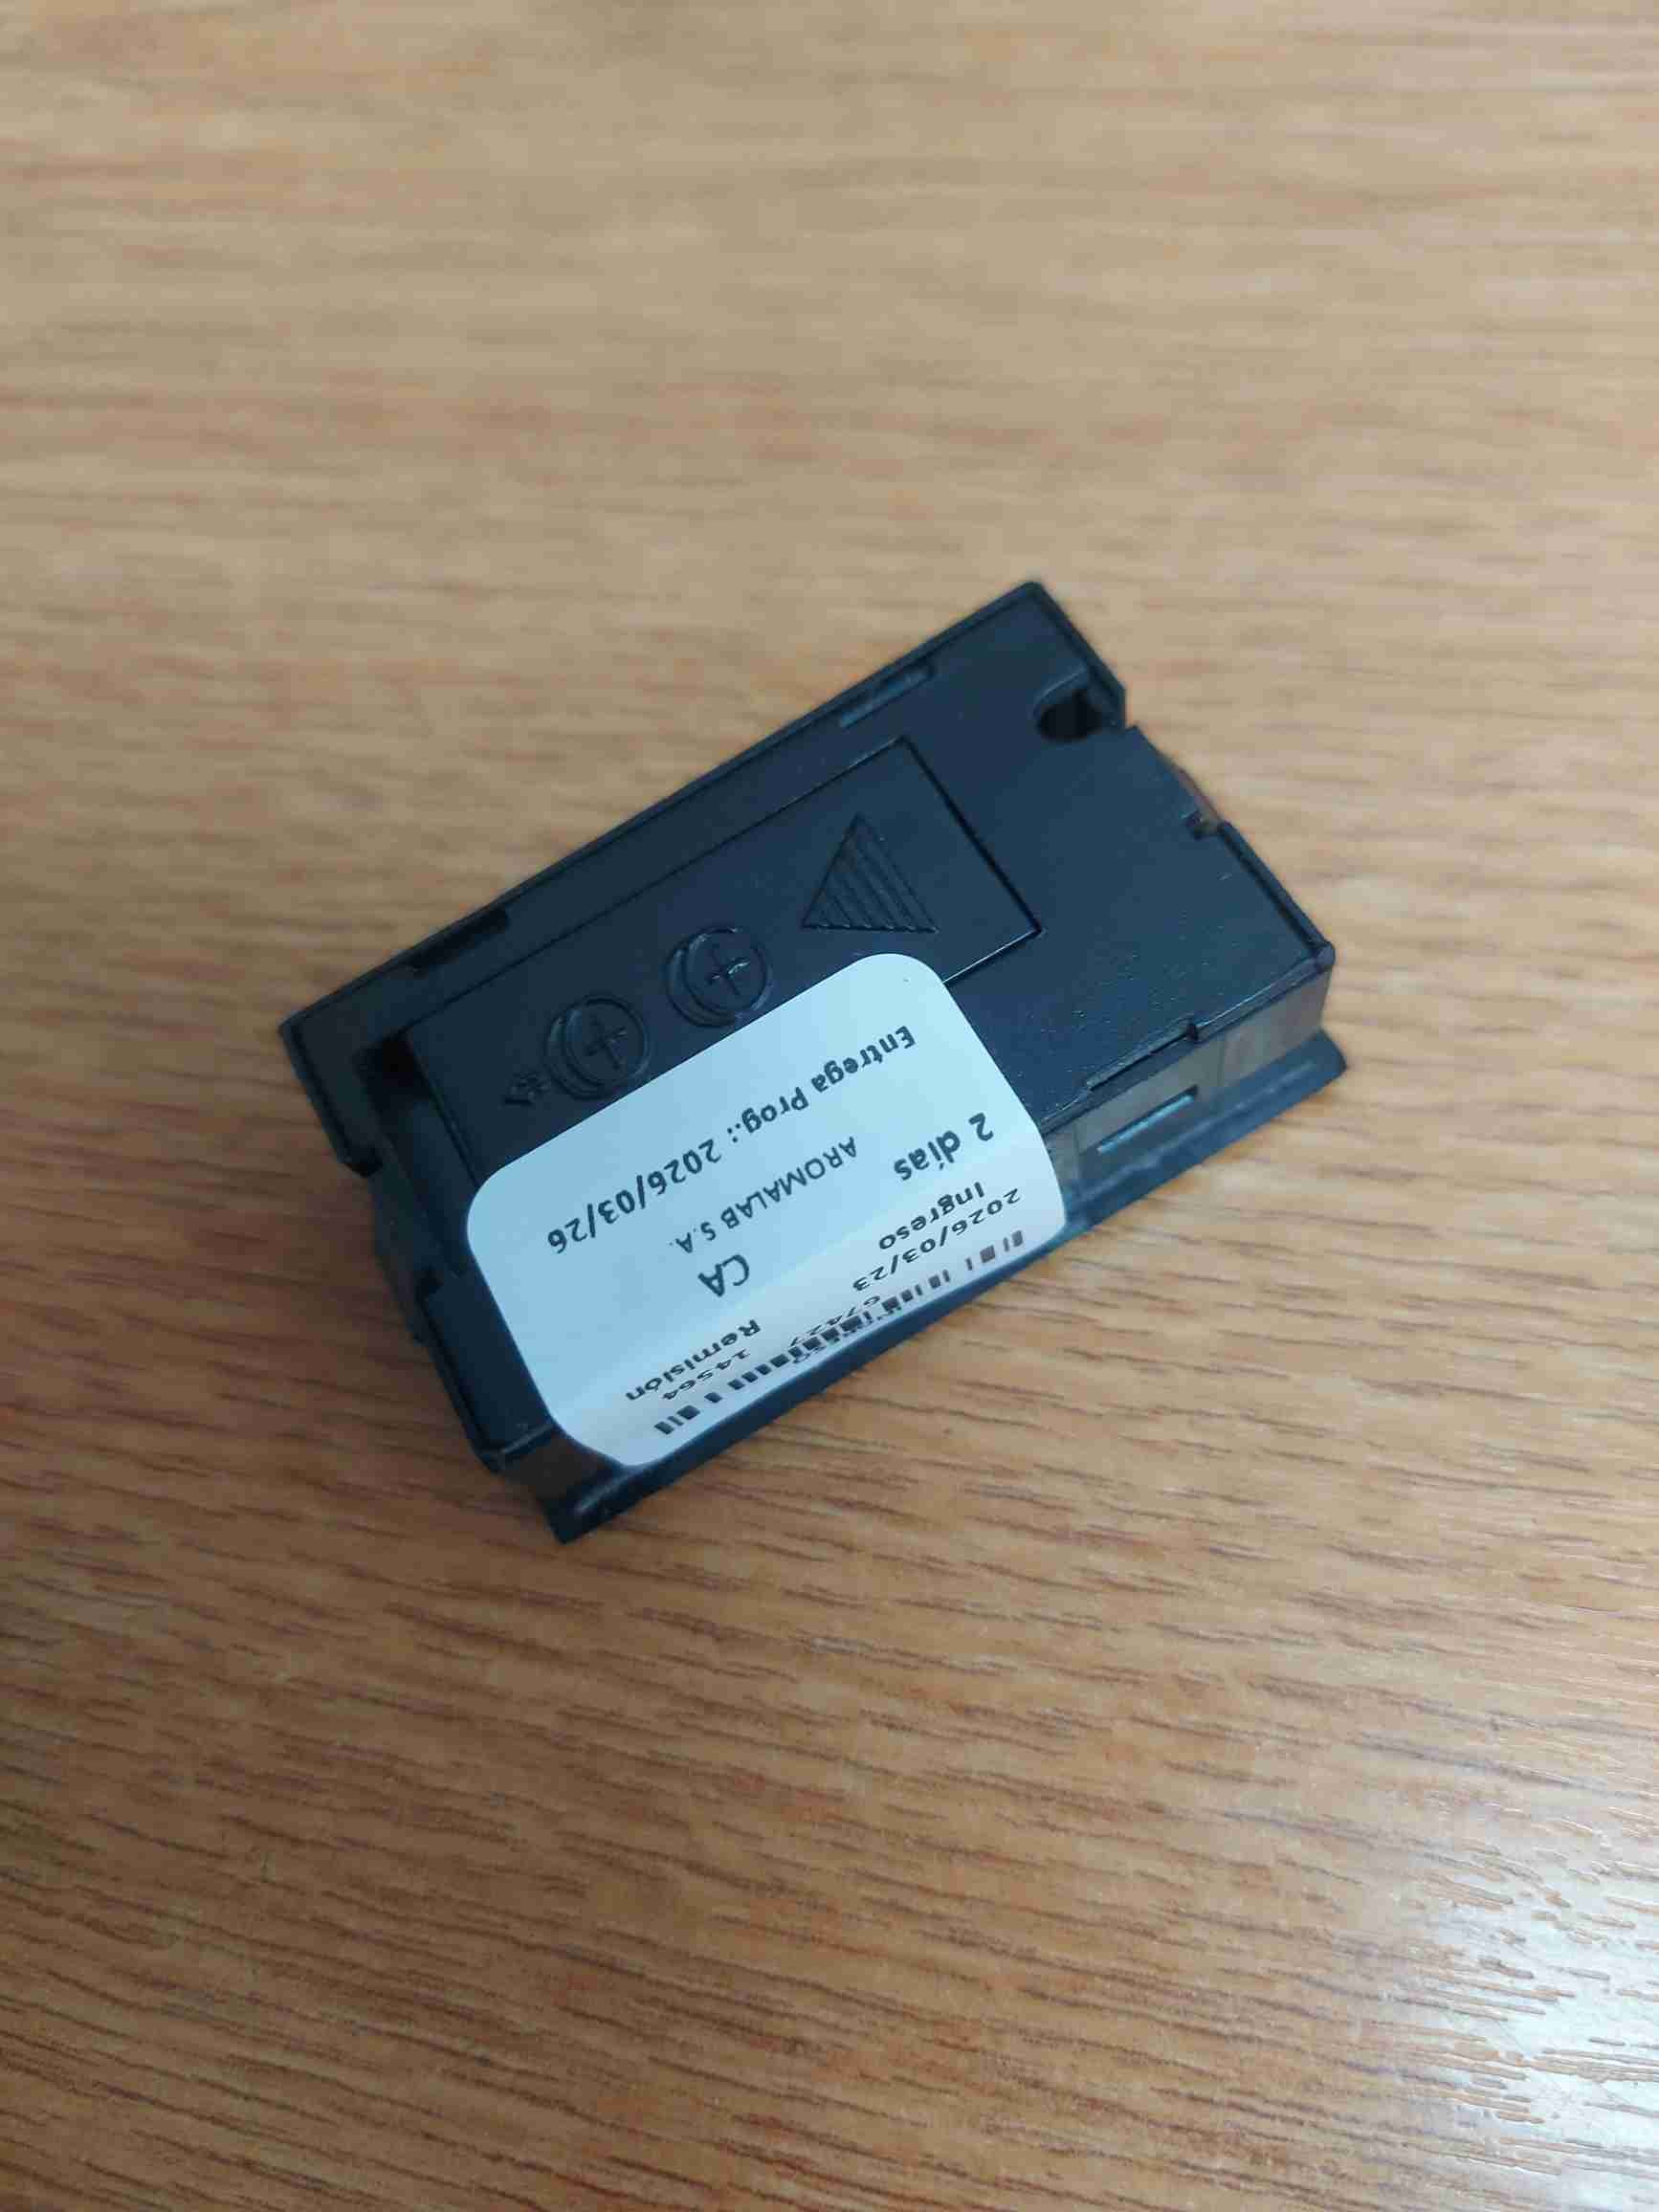 2026/03/23 14564
Ingreso Remisión
2 días CA
AROMALAB S.A.
Entrega Prog.: 2026/03/26
+ +